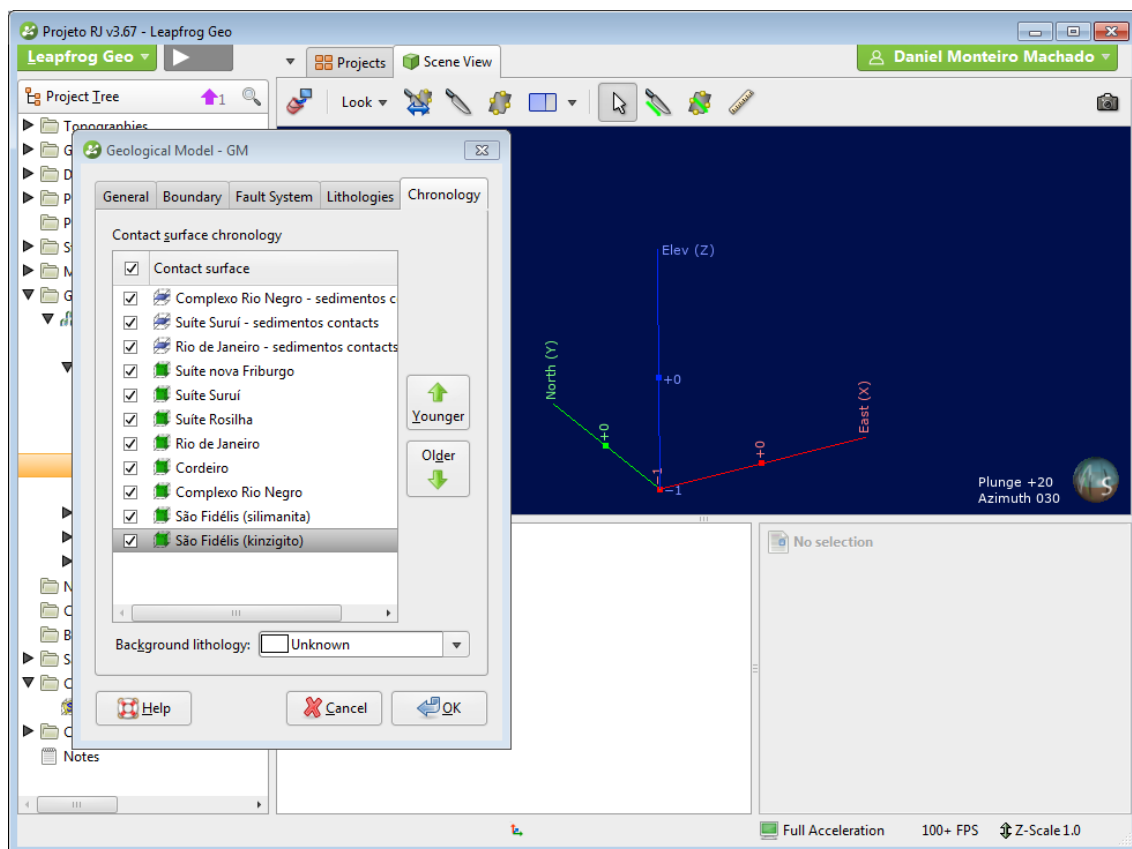 Projeto RJ v3.67 - Leapfrog Geo
Leapfrog Geo
Projects
Scene View
Daniel Monteiro Machado
Project Tree
1
Look
Topographies
G
D
P
P
S
M
G
N
C
B
S
C
C
Notes
Geological Model - GM
General
Boundary
Fault System
Lithologies
Chronology
Contact surface chronology
Contact surface
Complexo Rio Negro - sedimentos c
Suíte Suruí - sedimentos contacts
Rio de Janeiro - sedimentos contacts
Suíte nova Friburgo
Suíte Suruí
Suíte Rosilha
Rio de Janeiro
Cordeiro
Complexo Rio Negro
São Fidélis (silimanita)
São Fidélis (kinzigito)
Younger
Older
Background lithology:
Unknown
Help
Cancel
OK
Elev (Z)
North (Y)
East (X)
+0
+0
+0
-1
-1
Plunge +20
Azimuth 030
No selection
Full Acceleration
100+ FPS
Z-Scale 1.0